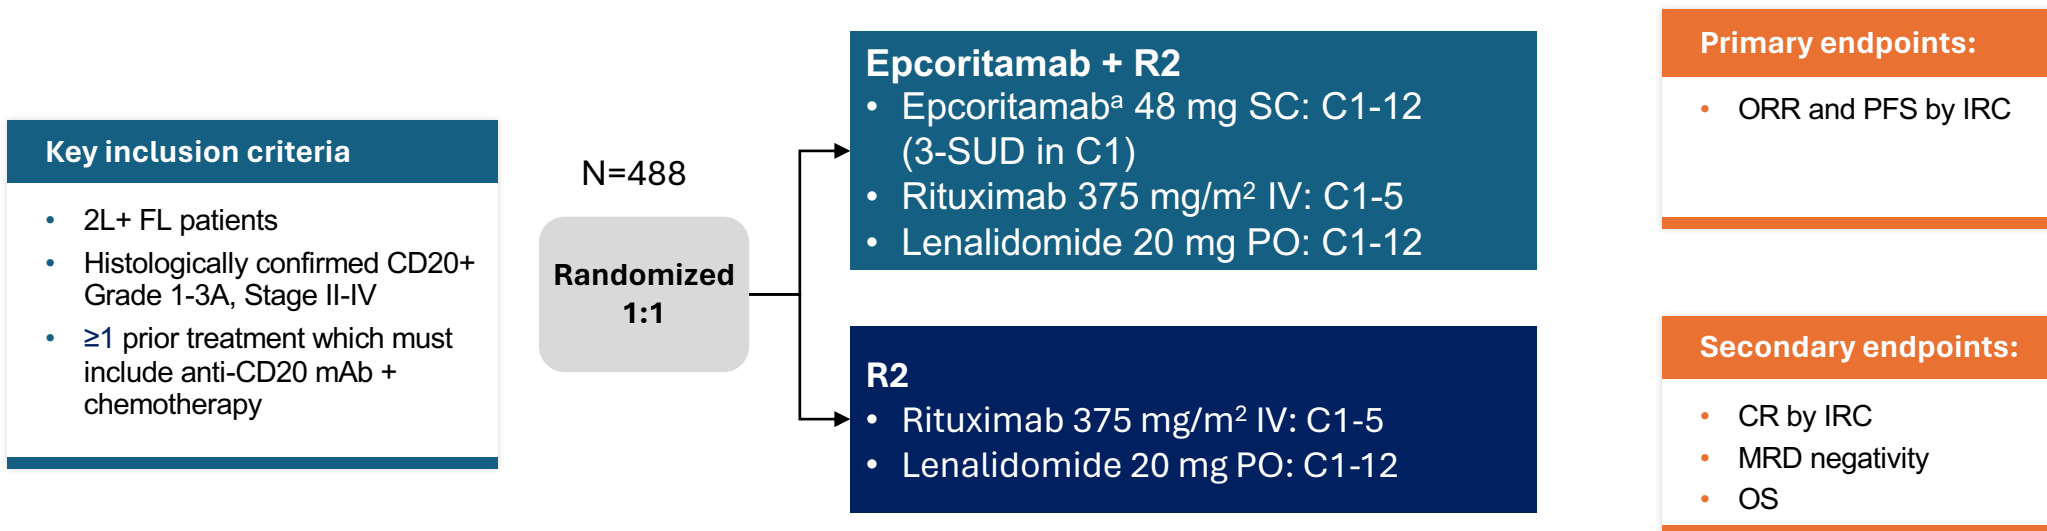 Key inclusion criteria
• 2L+ FL patients
• Histologically confirmed CD20+
Grade 1-3A, Stage II-IV
• ≥1 prior treatment which must
include anti-CD20 mAb +
chemotherapy
N=488
Randomized
1:1
Epcoritamab + R2
• Epcoritamabᵃ 48 mg SC: C1-12
(3-SUD in C1)
• Rituximab 375 mg/m² IV: C1-5
• Lenalidomide 20 mg PO: C1-12
R2
• Rituximab 375 mg/m² IV: C1-5
• Lenalidomide 20 mg PO: C1-12
Primary endpoints:
• ORR and PFS by IRC
Secondary endpoints:
• CR by IRC
• MRD negativity
• OS